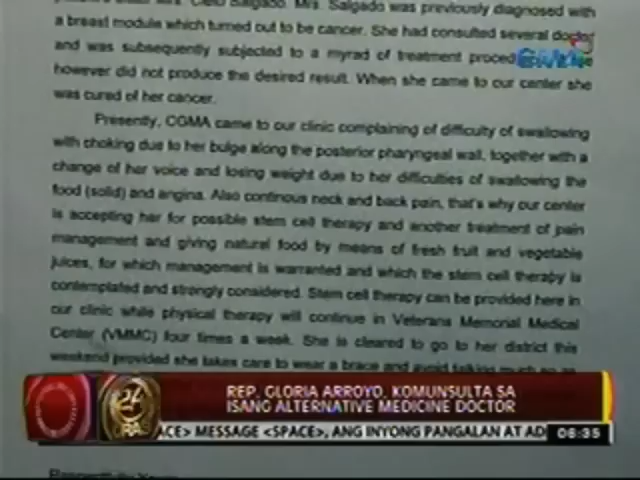 Salgado. Mrs. Salgado was previously diagnosed with
a breast module which turned out to be cancer. She had consulted several doctor
and was subsequently subjected to a myrad of treatment proced
however did not produce the desired result. When she came to our center she
was cured of her cancer.
Presently, CGMA came to our clinic complaining of difficulty of swallowing
with choking due to her bulge along the posterior pharyngeal wall, together with a
change of her voice and losing weight due to her difficulties of swallowing the
food (solid) and angina. Also continous neck and back pain, that's why our center
is accepting her for possible stem cell therapy and another treatment of pain
management and giving natural food by means of fresh fruit and vegetable
juices, for which management is warranted and which the stem cell therapy is
contemplated and strongly considered. Stem cell therapy can be provided here in
our clinic while physical therapy will continue in Veterans Memorial Medical
Center (VMMC) four times a week. She is cleared to go to her district this
weekend provided she takes care to wear a brace and avoid talking much so as
REP. GLORIA ARROYO, KOMUNSULTA SA
ISANG ALTERNATIVE MEDICINE DOCTOR
24
ORAS
ACE> MESSAGE <SPACE>, ANG INYONG PANGALAN AT AD
06:35